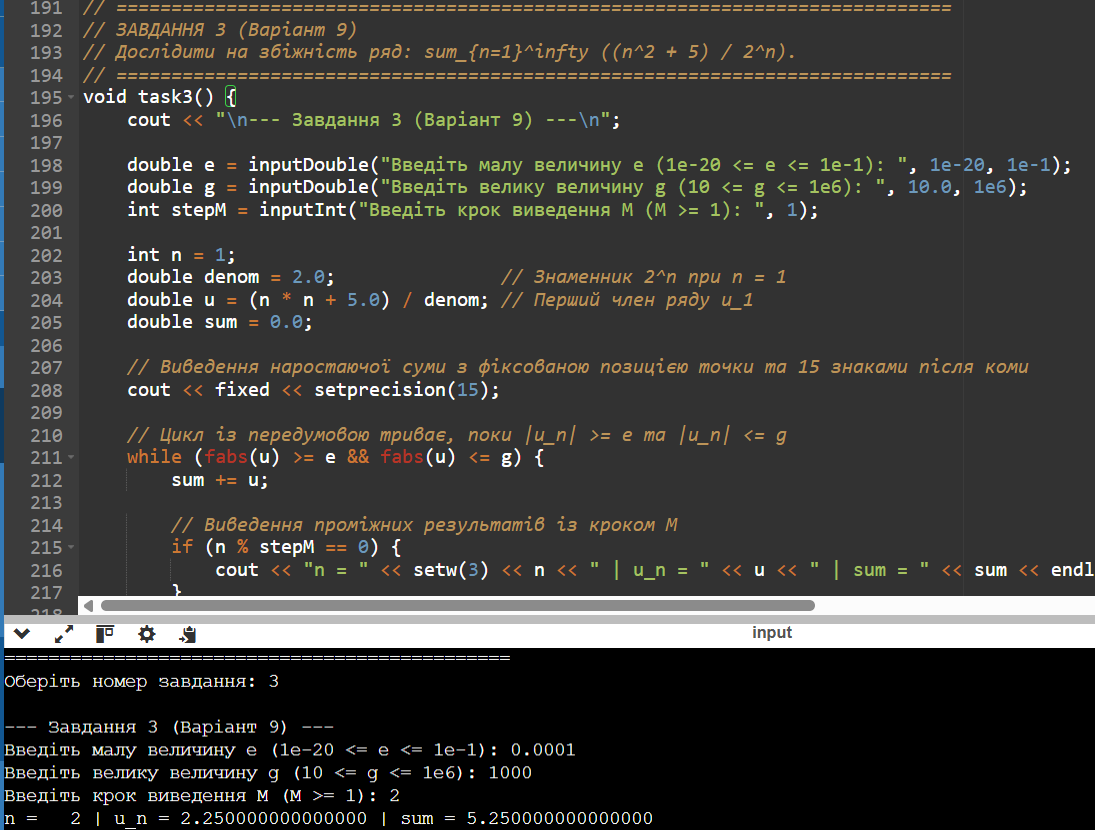 191 // ============================================================================
192 // ЗАВДАННЯ 3 (Варіант 9)
193 // Дослідити на збіжність ряд: sum_{n=1}^infty ((n^2 + 5) / 2^n).
194 // ============================================================================
195 void task3() {
196 cout << "\n--- Завдання 3 (Варіант 9) ---\n";
197
198 double e = inputDouble("Введіть малу величину e (1e-20 <= e <= 1e-1): ", 1e-20, 1e-1);
199 double g = inputDouble("Введіть велику величину g (10 <= g <= 1e6): ", 10.0, 1e6);
200 int stepM = inputInt("Введіть крок виведення M (M >= 1): ", 1);
201
202 int n = 1;
203 double denom = 2.0; // Знаменник 2^n при n = 1
204 double u = (n * n + 5.0) / denom; // Перший член ряду u_1
205 double sum = 0.0;
206
207 // Виведення наростаючої суми з фіксованою позицією точки та 15 знаками після коми
208 cout << fixed << setprecision(15);
209
210 // Цикл із передумовою триває, поки |u_n| >= e та |u_n| <= g
211 while (fabs(u) >= e && fabs(u) <= g) {
212 sum += u;
213
214 // Виведення проміжних результатів із кроком M
215 if (n % stepM == 0) {
216 cout << "n = " << setw(3) << n << " | u_n = " << u << " | sum = " << sum << endl
217 }
218
input
==============================================
Оберіть номер завдання: 3
--- Завдання 3 (Варіант 9) ---
Введіть малу величину e (1e-20 <= e <= 1e-1): 0.0001
Введіть велику величину g (10 <= g <= 1e6): 1000
Введіть крок виведення M (M >= 1): 2
n =   2 | u_n = 2.250000000000000 | sum = 5.250000000000000